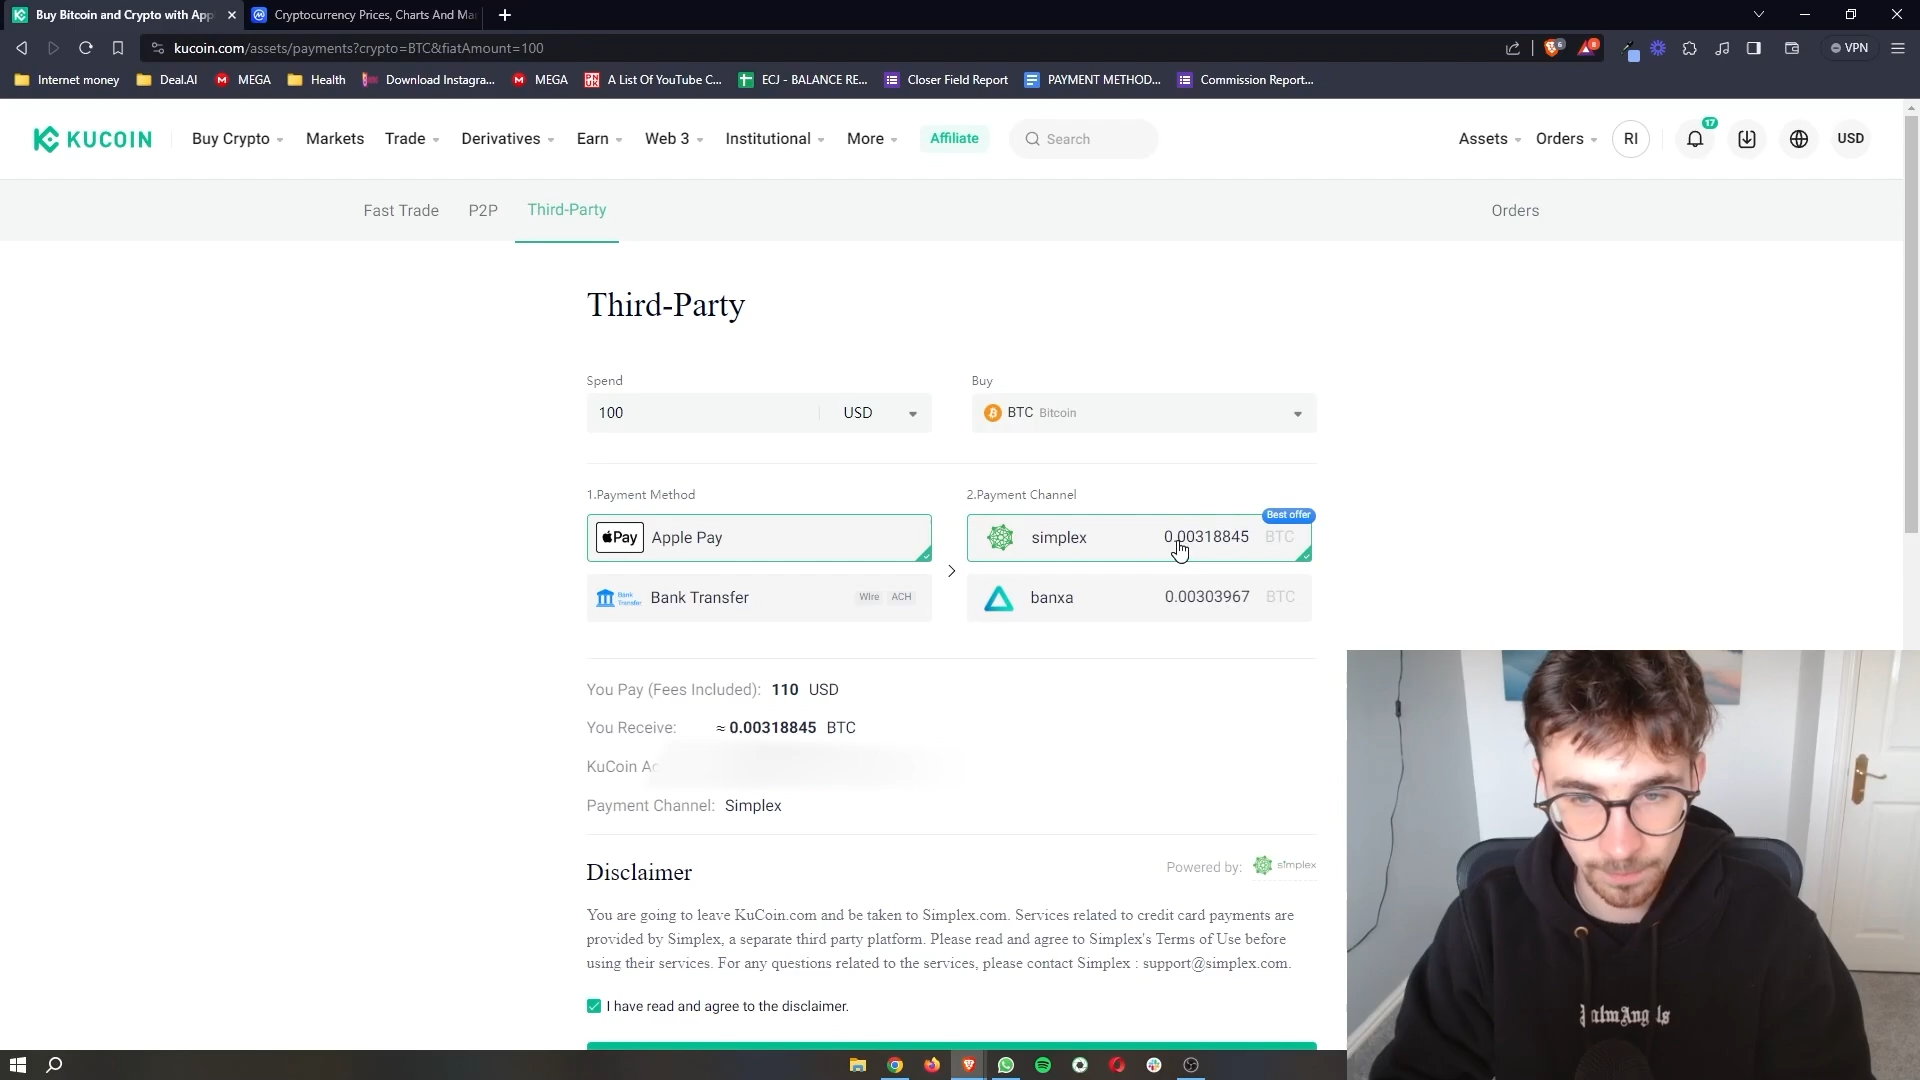 Buy Bitcoin and Crypto with App
Cryptocurrency Prices, Charts And Ma
kucoin.com/assets/payments?crypto=BTC&fiatAmount=100
6
8
VPN
Internet money
Deal.AI
MEGA
Health
Download Instagra...
MEGA
A List Of YouTube C...
ECJ - BALANCE RE...
Closer Field Report
PAYMENT METHOD...
Commission Report...
KUCOIN
Buy Crypto
Markets
Trade
Derivatives
Earn
Web 3
Institutional
More
Affiliate
Search
Assets
Orders
RI
17
USD
Fast Trade
P2P
Third-Party
Orders
Third-Party
Spend
Buy
100 USD
BTC Bitcoin
1.Payment Method
2.Payment Channel
Best offer
Pay Apple Pay
simplex 0.00318845 BTC
Bank Transfer Bank Transfer Wire ACH
banxa 0.00303967 BTC
You Pay (Fees Included): 110 USD
You Receive: ≈ 0.00318845 BTC
KuCoin Ac
Payment Channel: Simplex
Disclaimer
Powered by: simplex
You are going to leave KuCoin.com and be taken to Simplex.com. Services related to credit card payments are
provided by Simplex, a separate third party platform. Please read and agree to Simplex's Terms of Use before
using their services. For any questions related to the services, please contact Simplex : support@simplex.com.
I have read and agree to the disclaimer.